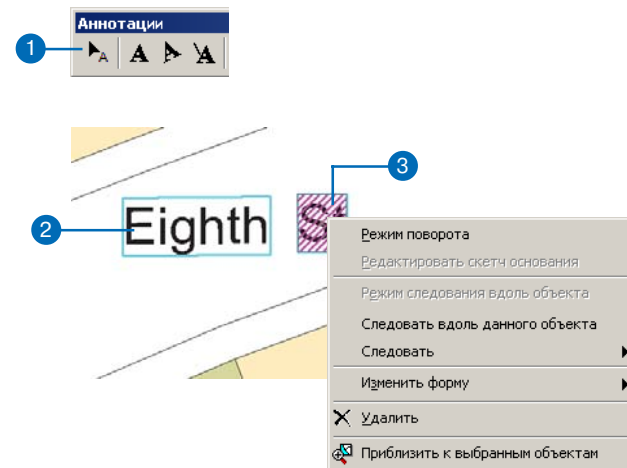 Аннотации
1
A A A A
3
2 Eighth St
Режим поворота
Редактировать скетч основания
Режим следования вдоль объекта
Следовать вдоль данного объекта
Следовать
Изменить форму
Удалить
Приблизить к выбранным объектам